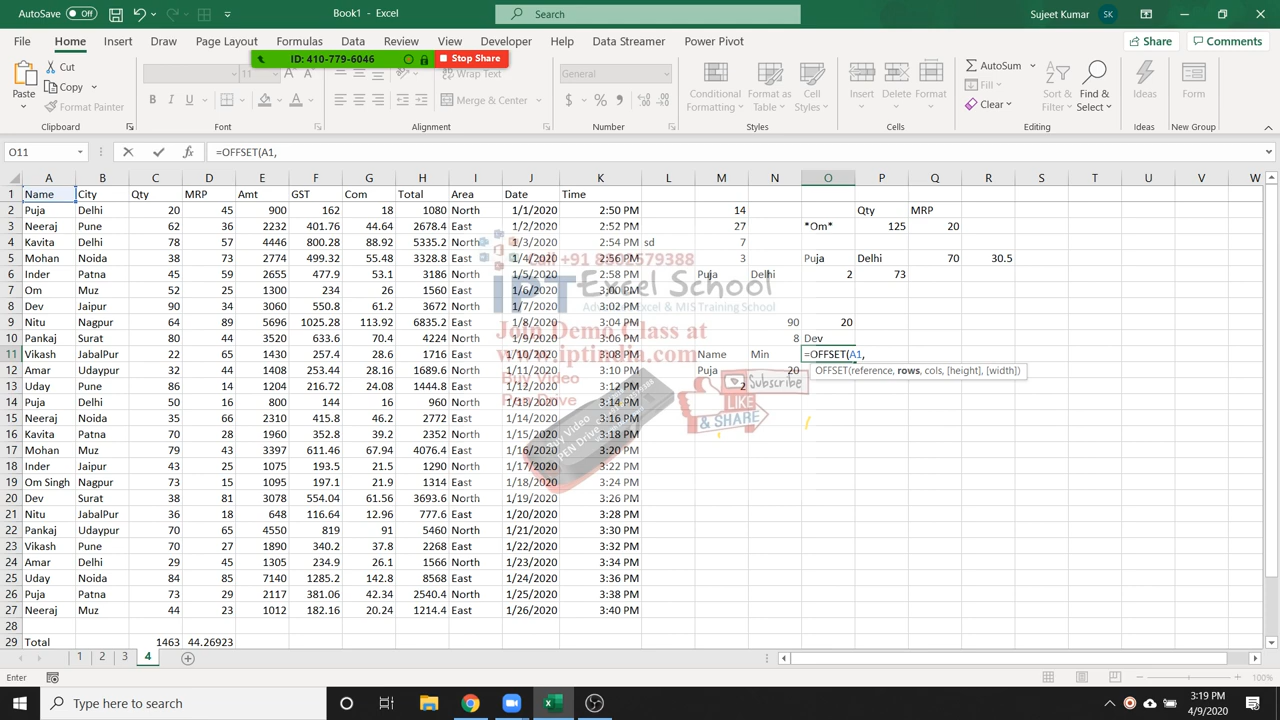 AutoSave Off Book1 - Excel Search Sujeet Kumar SK
File Home Insert Draw Page Layout Formulas Data Review View Developer Help Data Streamer Power Pivot Share Comments
ID: 410-779-6046 Stop Share
Paste Cut Copy Format Painter
11
Wrap Text
Merge & Center
General
Conditional Formatting Format as Table Cell Styles
Insert Delete Format
AutoSum Fill Clear
Sort & Filter Find & Select
Ideas
Form
Clipboard Font Alignment Number Styles Cells Editing Ideas New Group
O11 =OFFSET(A1,
A B C D E F G H I J K L M N O P Q R S T U V W
1 Name City Qty MRP Amt GST Com Total Area Date Time
2 Puja Delhi 20 45 900 162 18 1080 North 1/1/2020 2:50 PM 14 Qty MRP
3 Neeraj Pune 62 36 2232 401.76 44.64 2678.4 East 1/2/2020 2:52 PM 27 *Om* 125 20
4 Kavita Delhi 78 57 4446 800.28 88.92 5335.2 North 1/3/2020 2:54 PM sd 7
5 Mohan Noida 38 73 2774 499.32 55.48 3328.8 East 1/4/2020 2:56 PM 3 Puja Delhi 70 30.5
6 Inder Patna 45 59 2655 477.9 53.1 3186 North 1/5/2020 2:58 PM Puja Delhi 2 73
7 Om Muz 52 25 1300 234 26 1560 North 1/6/2020 3:00 PM
8 Dev Jaipur 90 34 3060 550.8 61.2 3672 North 1/7/2020 3:02 PM
9 Nitu Nagpur 64 89 5696 1025.28 113.92 6835.2 East 1/8/2020 3:04 PM 90 20
10 Pankaj Surat 80 44 3520 633.6 70.4 4224 North 1/9/2020 3:06 PM 8 Dev
11 Vikash JabalPur 22 65 1430 257.4 28.6 1716 East 1/10/2020 3:08 PM Name Min =OFFSET(A1,
12 Amar Udaypur 32 44 1408 253.44 28.16 1689.6 East 1/11/2020 3:10 PM Puja 20
OFFSET(reference, rows, cols, [height], [width])
13 Uday Pune 86 14 1204 216.72 24.08 1444.8 East 1/12/2020 3:12 PM 2
14 Puja Delhi 50 16 800 144 16 960 North 1/13/2020 3:14 PM
15 Neeraj Noida 35 66 2310 415.8 46.2 2772 East 1/14/2020 3:16 PM
16 Kavita Patna 70 28 1960 352.8 39.2 2352 North 1/15/2020 3:18 PM
17 Mohan Muz 79 43 3397 611.46 67.94 4076.4 East 1/16/2020 3:20 PM
18 Inder Jaipur 43 25 1075 193.5 21.5 1290 North 1/17/2020 3:22 PM
19 Om Singh Nagpur 73 15 1095 197.1 21.9 1314 East 1/18/2020 3:24 PM
20 Dev Surat 38 81 3078 554.04 61.56 3693.6 North 1/19/2020 3:26 PM
21 Nitu JabalPur 36 18 648 116.64 12.96 777.6 East 1/20/2020 3:28 PM
22 Pankaj Udaypur 70 65 4550 819 91 5460 North 1/21/2020 3:30 PM
23 Vikash Pune 70 27 1890 340.2 37.8 2268 East 1/22/2020 3:32 PM
24 Amar Delhi 29 45 1305 234.9 26.1 1566 North 1/23/2020 3:34 PM
25 Uday Noida 84 85 7140 1285.2 142.8 8568 East 1/24/2020 3:36 PM
26 Puja Patna 73 29 2117 381.06 42.34 2540.4 North 1/25/2020 3:38 PM
27 Neeraj Muz 44 23 1012 182.16 20.24 1214.4 East 1/26/2020 3:40 PM
28
29 Total 1463 44.26923
Call +91 8802579388
ipt Excel School
Advanced Excel & MIS Training School
Join Demo Class at
www.iptindia.com
Buy Video
Pen Drive
Buy Video
PEN Drive
Subscribe
LIKE
& SHARE
1 2 3 4
Enter 100%
Type here to search
3:19 PM
4/9/2020